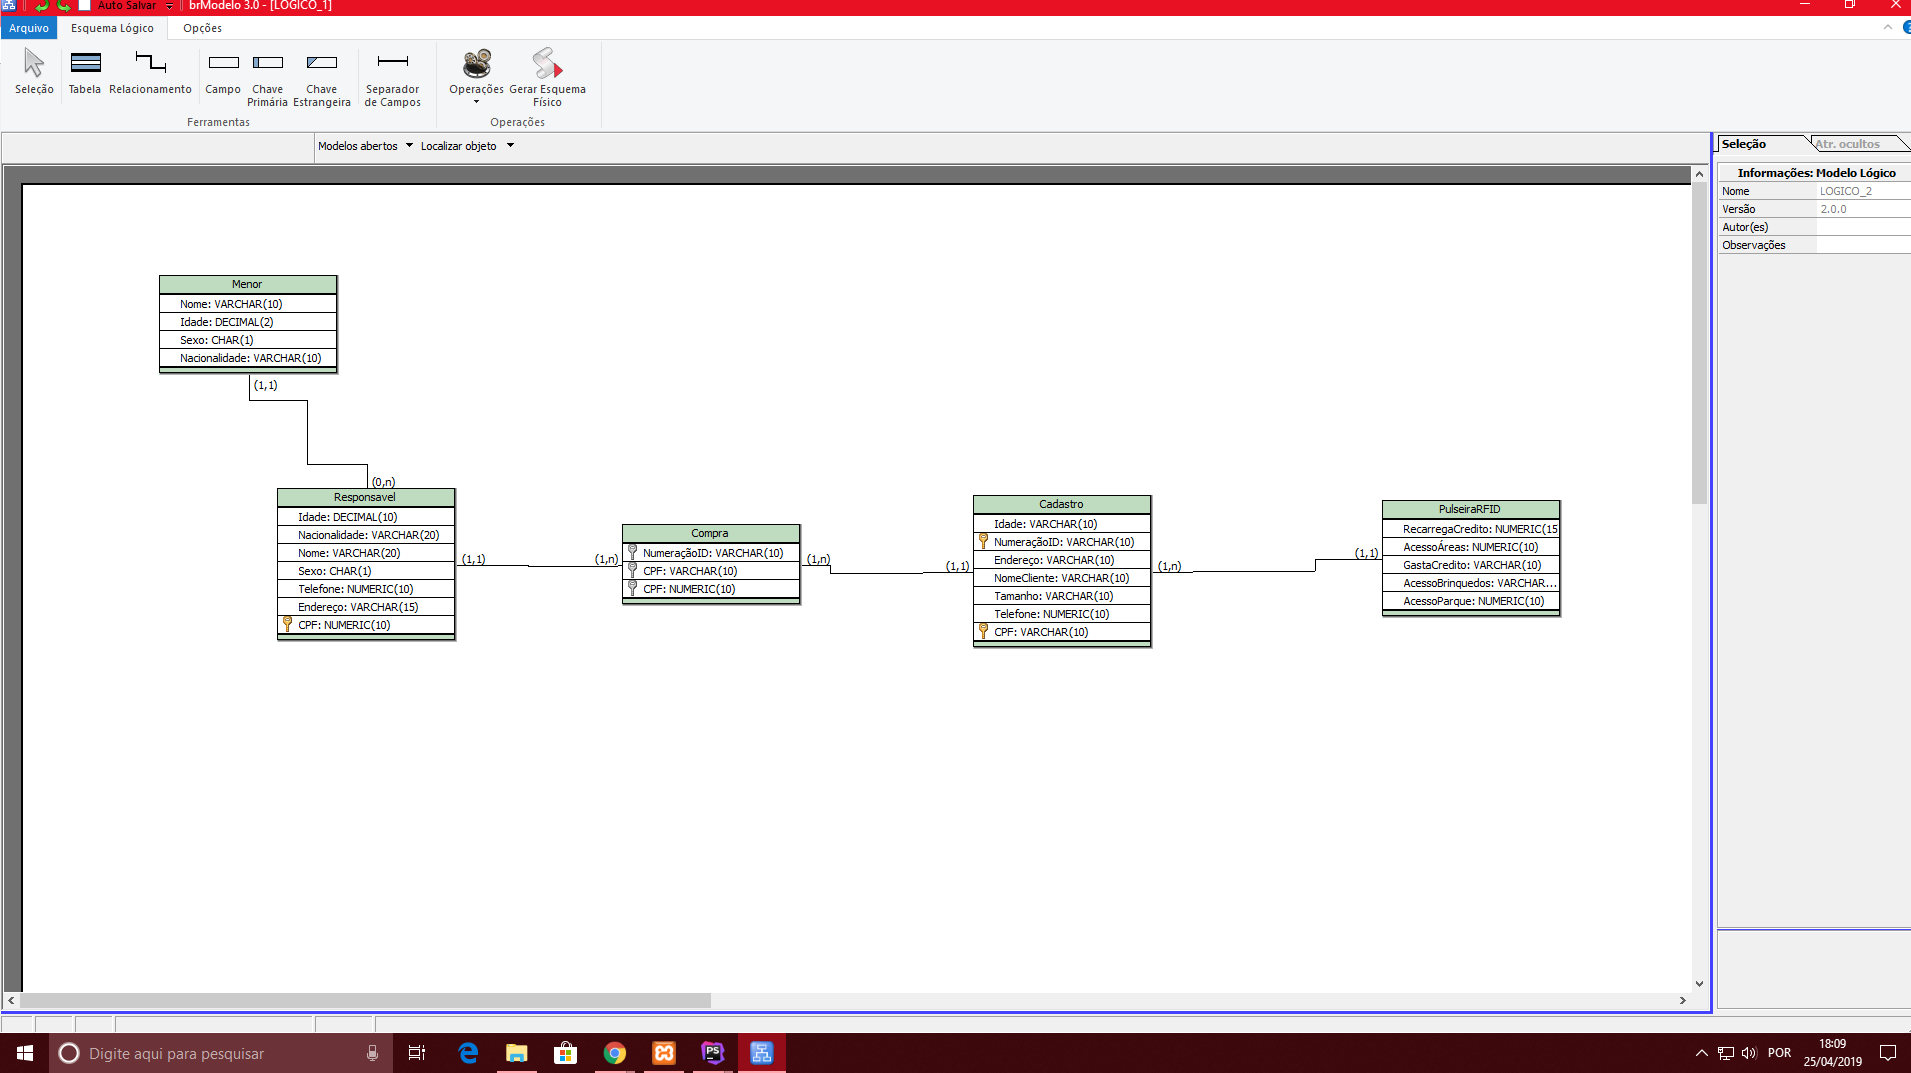 Auto Salvar brModelo 3.0 - [LOGICO_1]
Arquivo Esquema Lógico Opções
Seleção Tabela Relacionamento Campo Chave Primária Chave Estrangeira Separador de Campos Operações Gerar Esquema Físico
Ferramentas Operações
Modelos abertos Localizar objeto
Seleção Atr. ocultos
Informações: Modelo Lógico
Nome LOGICO_2
Versão 2.0.0
Autor(es)
Observações
Menor
Nome: VARCHAR(10)
Idade: DECIMAL(2)
Sexo: CHAR(1)
Nacionalidade: VARCHAR(10)
(1,1)
(0,n)
Responsavel
Idade: DECIMAL(10)
Nacionalidade: VARCHAR(20)
Nome: VARCHAR(20)
Sexo: CHAR(1)
Telefone: NUMERIC(10)
Endereço: VARCHAR(15)
CPF: NUMERIC(10)
(1,1) (1,n)
Compra
NumeraçãoID: VARCHAR(10)
CPF: VARCHAR(10)
CPF: NUMERIC(10)
(1,n) (1,1)
Cadastro
Idade: VARCHAR(10)
NumeraçãoID: VARCHAR(10)
Endereço: VARCHAR(10)
NomeCliente: VARCHAR(10)
Tamanho: VARCHAR(10)
Telefone: NUMERIC(10)
CPF: VARCHAR(10)
(1,n) (1,1)
PulseiraRFID
RecarregaCredito: NUMERIC(15
AcessoÁreas: NUMERIC(10)
GastaCredito: VARCHAR(10)
AcessoBrinquedos: VARCHAR...
AcessoParque: NUMERIC(10)
Digite aqui para pesquisar
PS
POR
18:09
25/04/2019